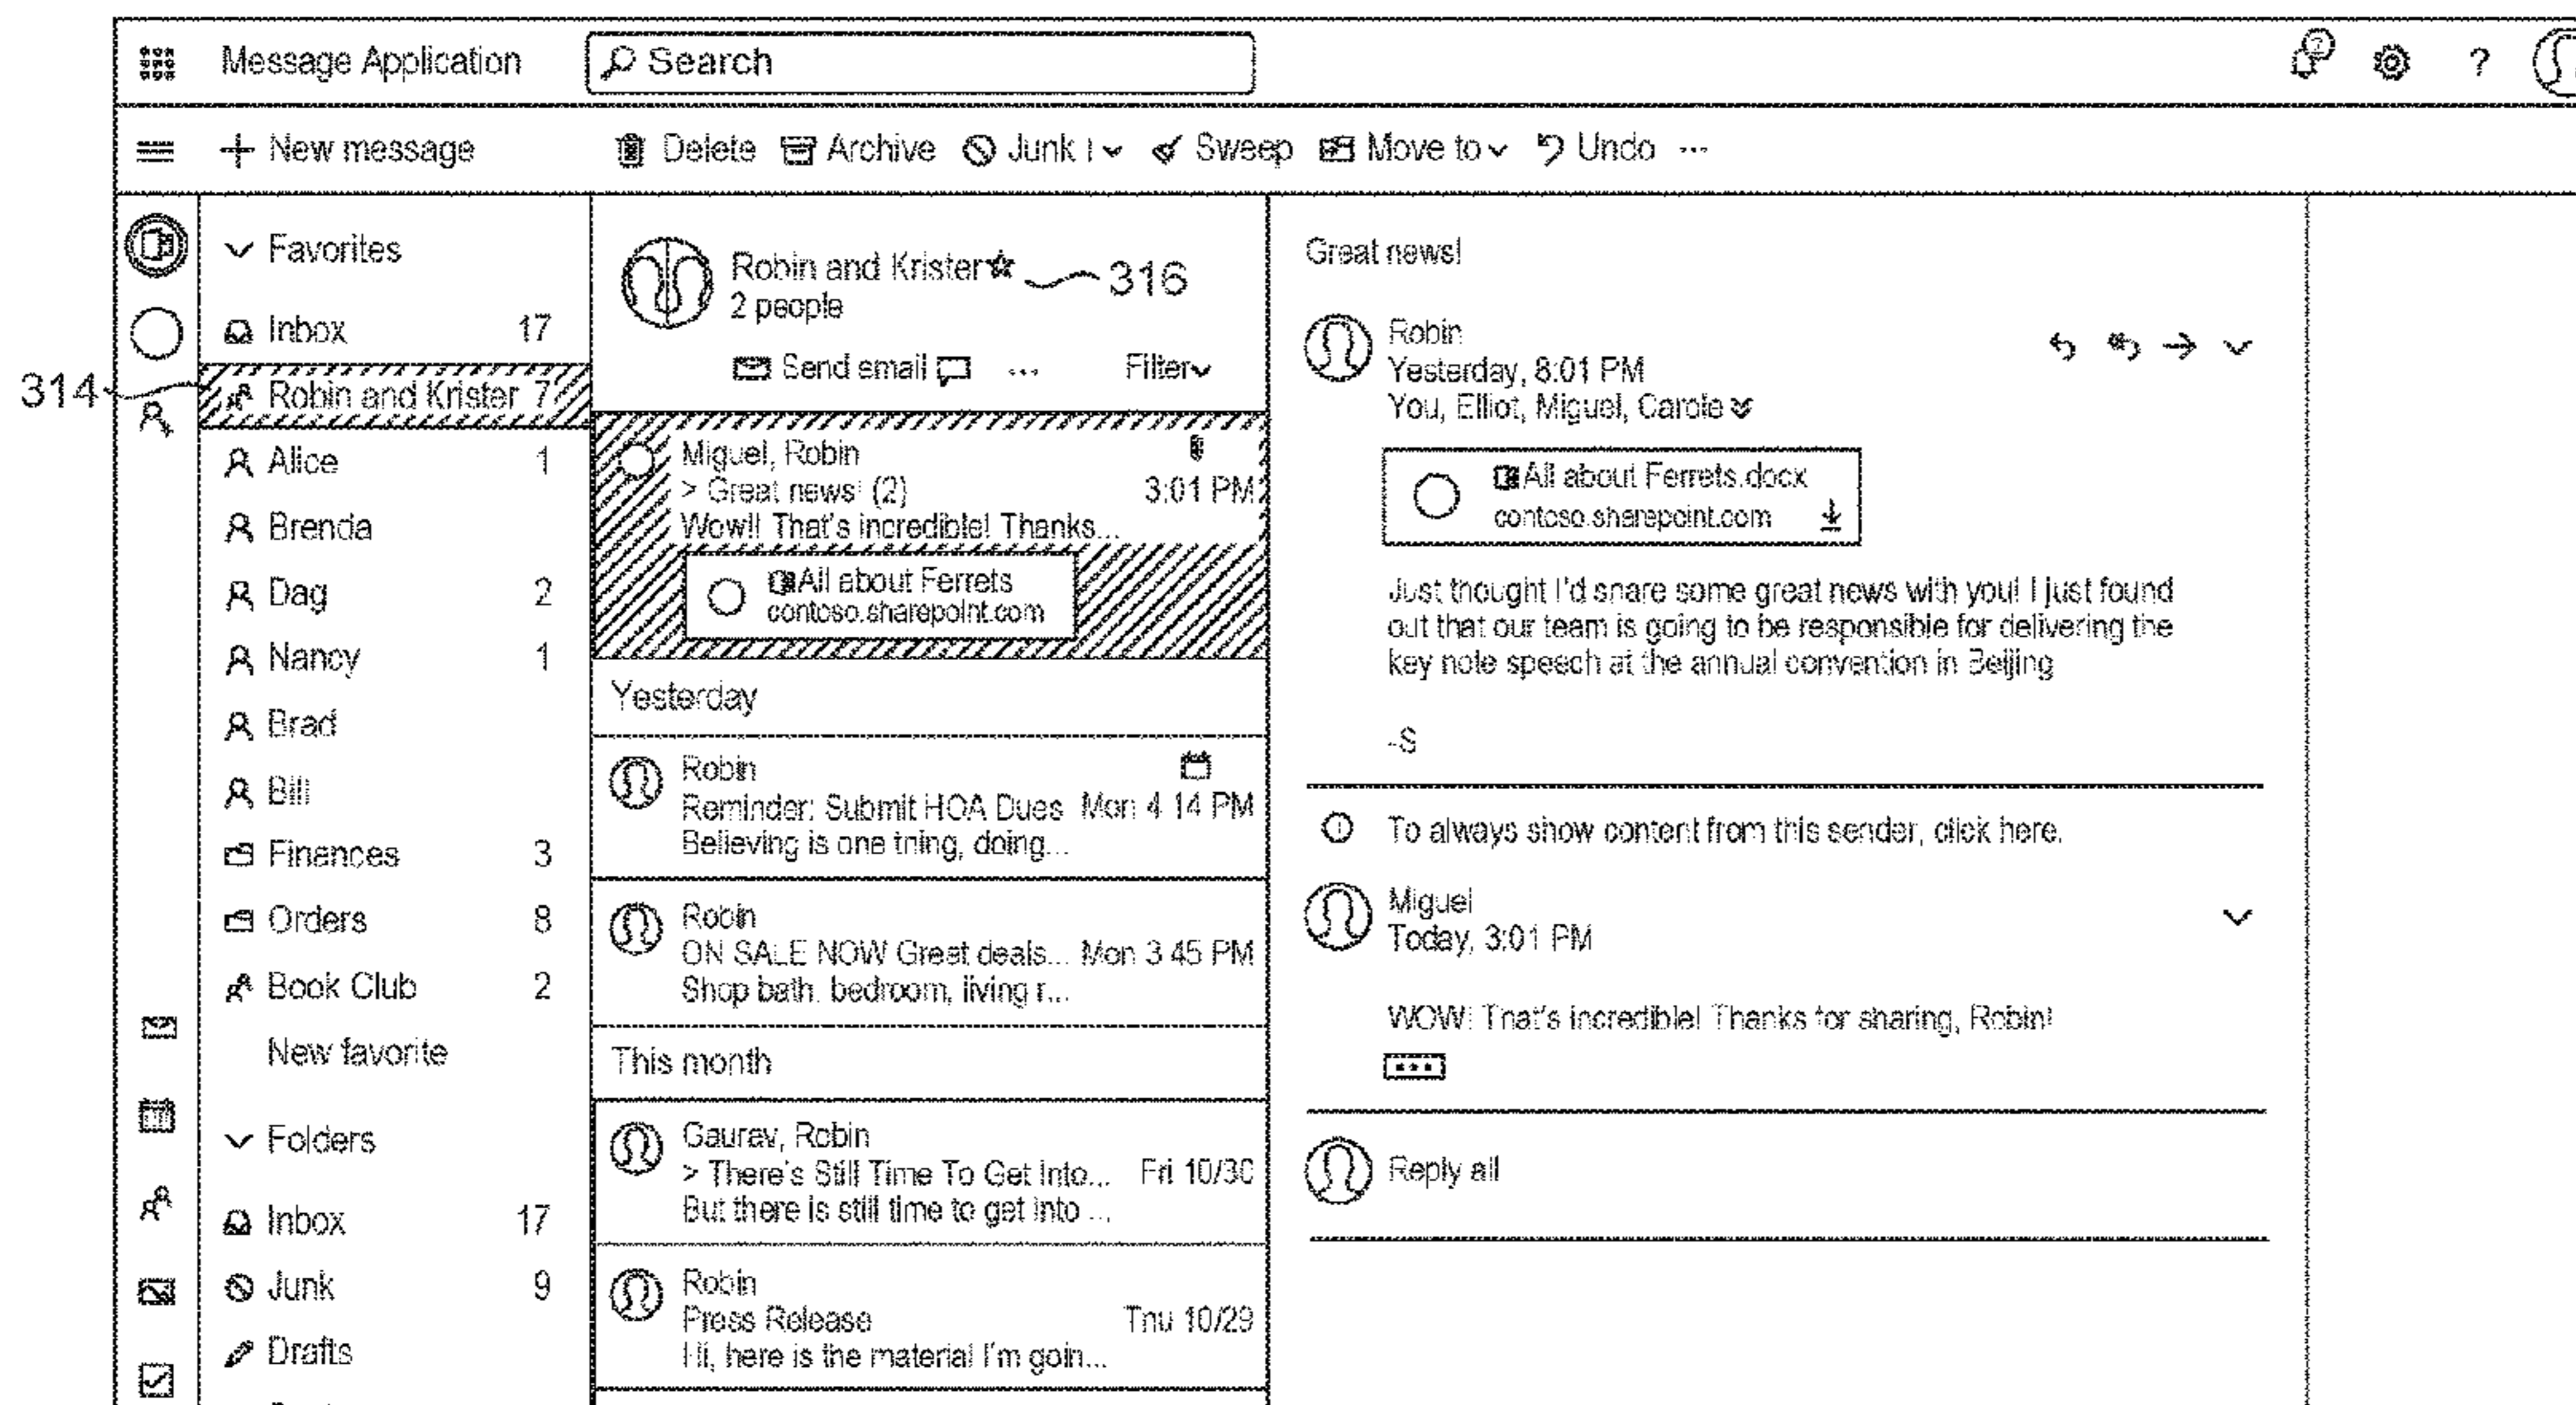 Message Application
Search
?
New message
Delete
Archive
Junk
Sweep
Move to
Undo
...
Favorites
Inbox 17
314
Robin and Krister 7
Alice 1
Brenda
Dag 2
Nancy 1
Brad
Bill
Finances 3
Orders 8
Book Club 2
New favorite
Folders
Inbox 17
Junk 9
Drafts
Robin and Krister
316
2 people
Send email
...
Filter
Miguel, Robin
> Great news! (2) 3:01 PM
Wow!! That's incredible! Thanks...
All about Ferrets
contoso.sharepoint.com
Yesterday
Robin
Reminder: Submit HOA Dues Mon 4 14 PM
Believing is one thing, doing...
Robin
ON SALE NOW Great deals... Mon 3 45 PM
Shop bath, bedroom, living r...
This month
Gaurav, Robin
> There's Still Time To Get Into... Fri 10/30
But there is still time to get into ...
Robin
Press Release Thu 10/29
Hi, here is the material I'm goin...
Great news!
Robin
Yesterday, 8:01 PM
You, Elliot, Miguel, Carole
All about Ferrets.docx
contoso.sharepoint.com
Just thought I'd share some great news with you! I just found
out that our team is going to be responsible for delivering the
key note speech at the annual convention in Beijing
-S
To always show content from this sender, click here.
Miguel
Today, 3:01 PM
WOW! That's incredible! Thanks for sharing, Robin!
Reply all